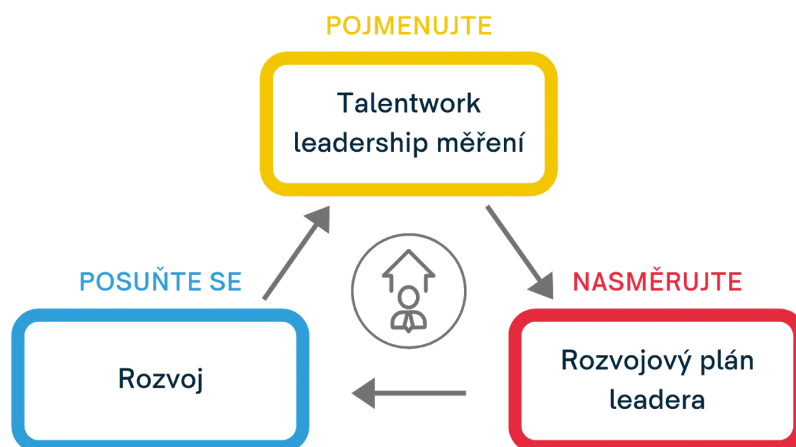 POJMENUJTE
Talentwork
leadership měření
POSUŇTE SE
NASMĚRUJTE
Rozvoj
Rozvojový plán
leadera